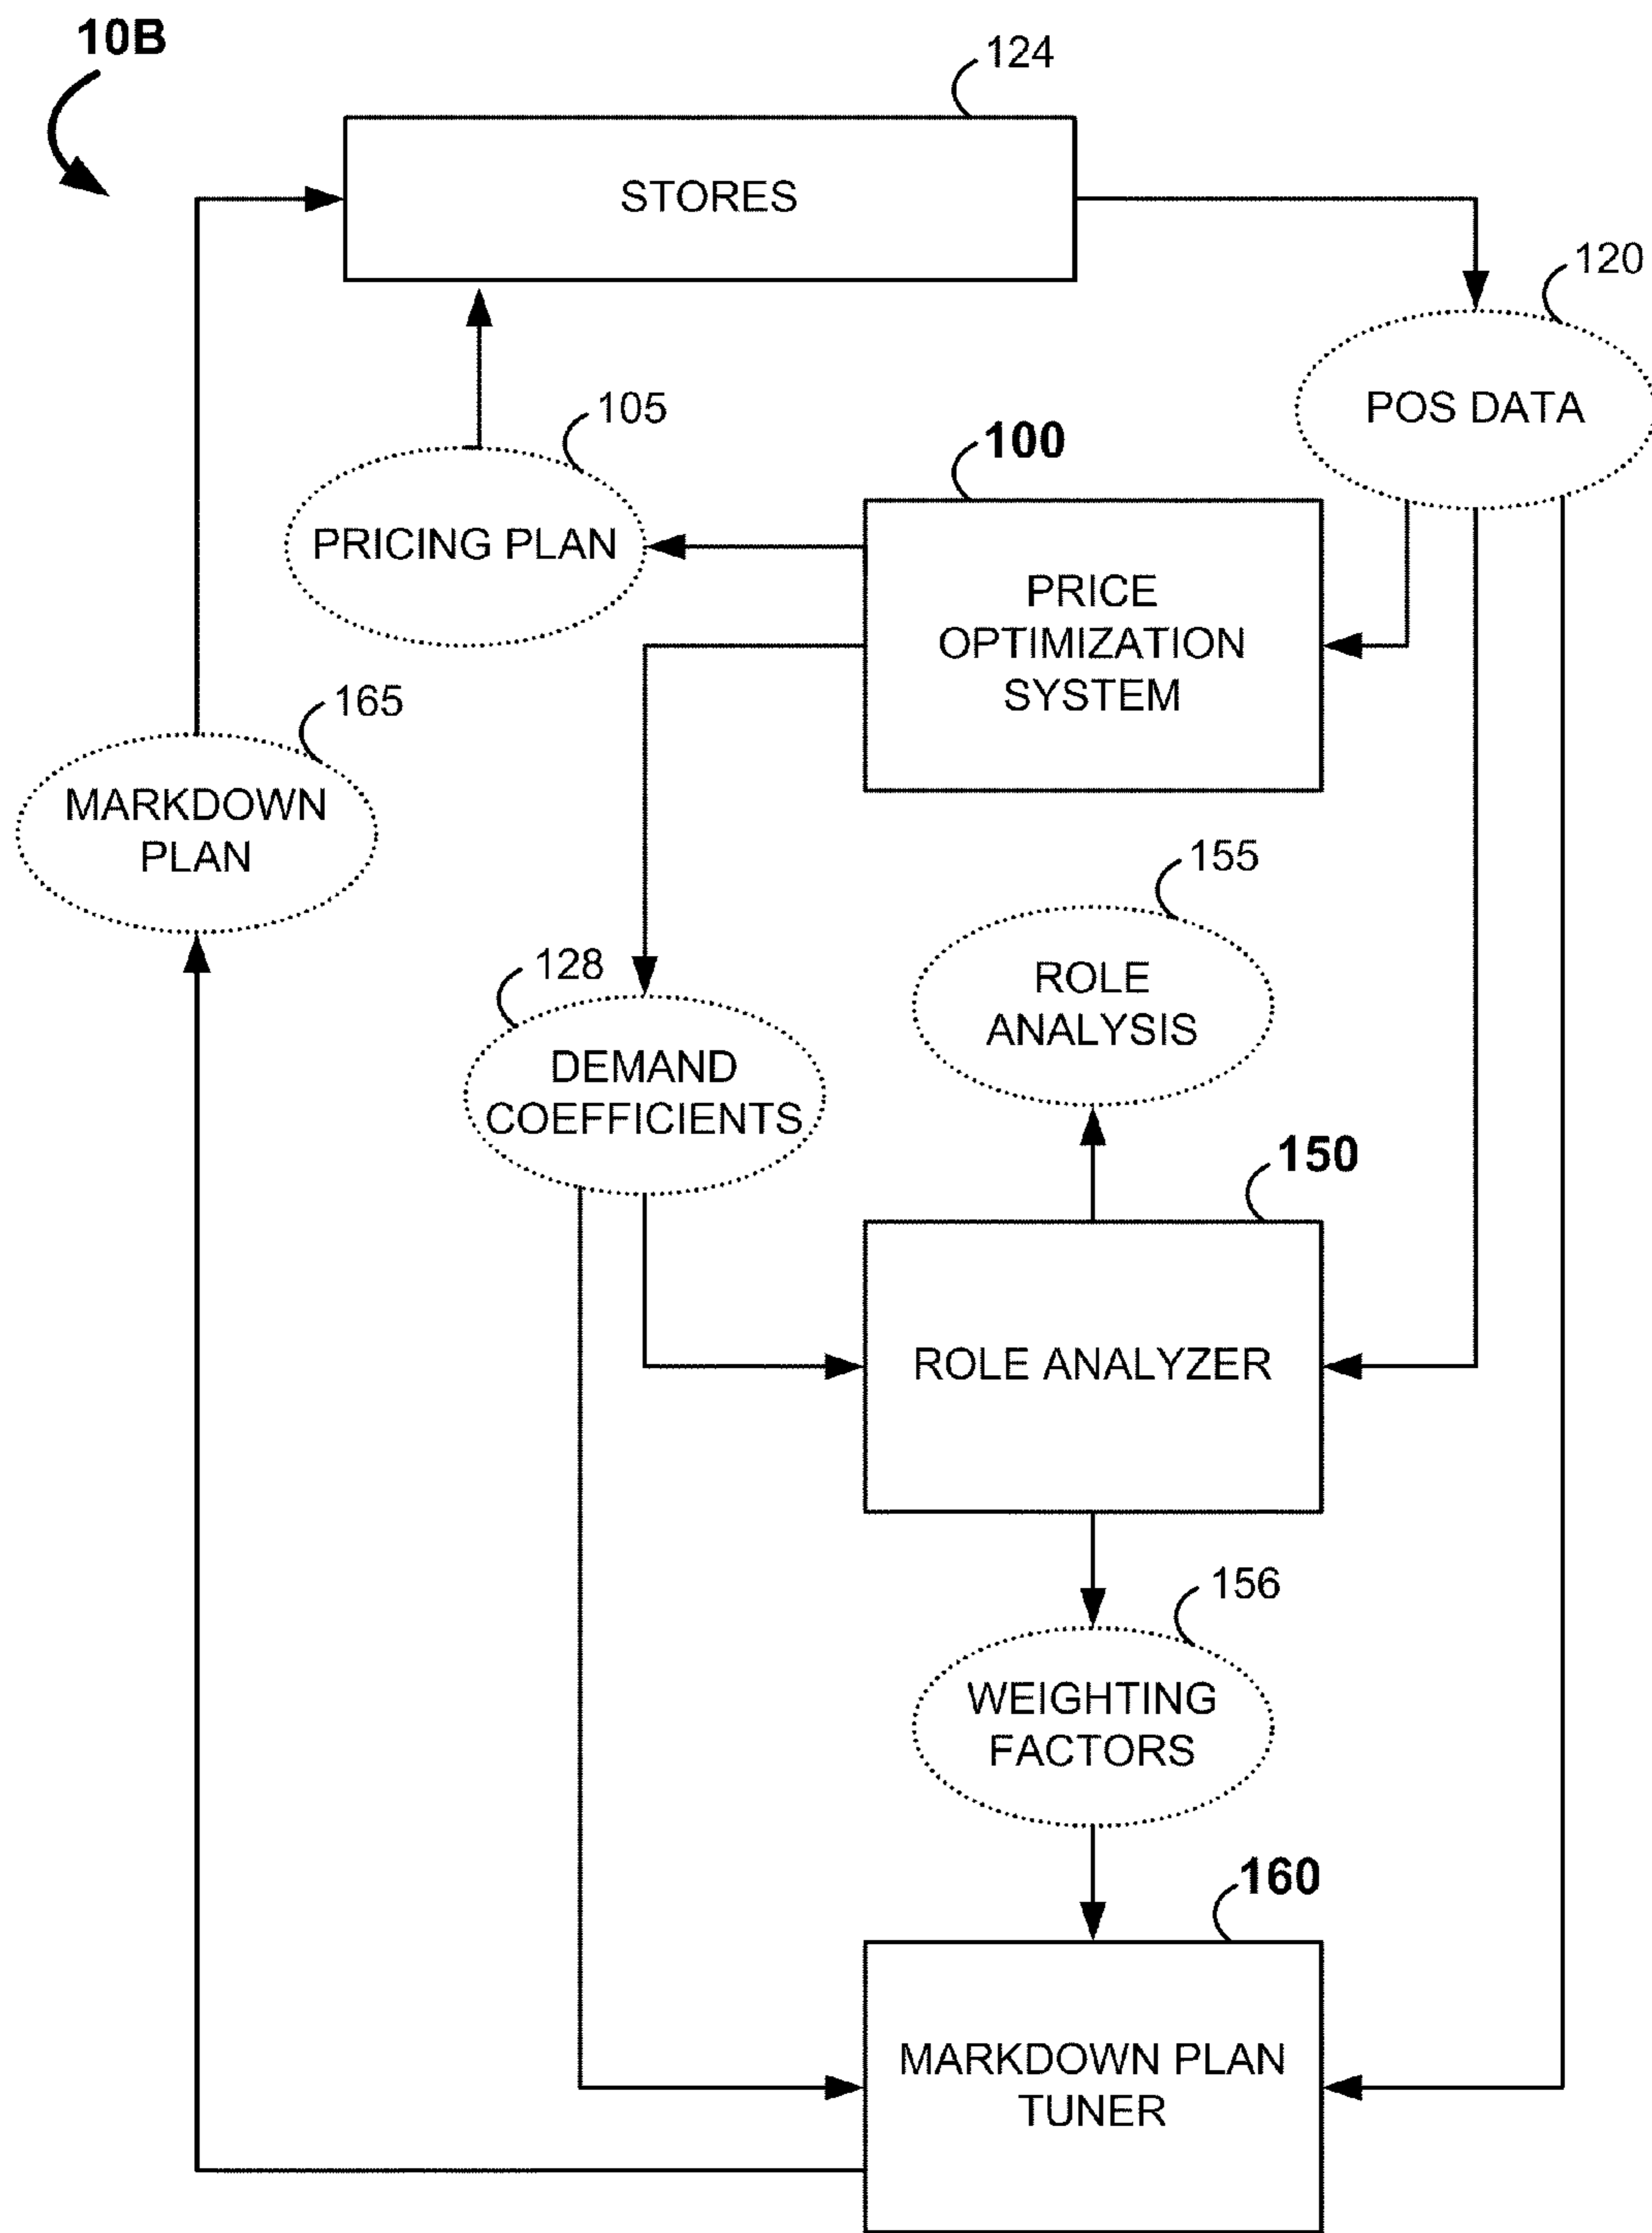 10B
124
STORES
120
POS DATA
105
100
PRICING PLAN
PRICE
OPTIMIZATION
SYSTEM
165
MARKDOWN
PLAN
155
ROLE
ANALYSIS
128
DEMAND
COEFFICIENTS
150
ROLE ANALYZER
156
WEIGHTING
FACTORS
160
MARKDOWN PLAN
TUNER